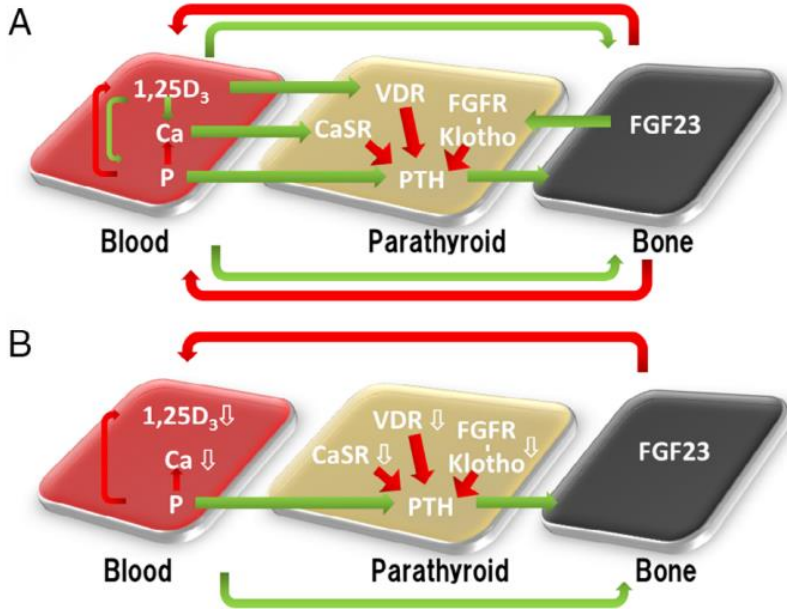 A
1,25D₃
Ca
P
VDR
CaSR
FGFR
Klotho
PTH
FGF23
Blood
Parathyroid
Bone
B
1,25D₃⇩
Ca ⇩
P
VDR⇩
CaSR ⇩
FGFR
Klotho⇩
PTH
FGF23
Blood
Parathyroid
Bone